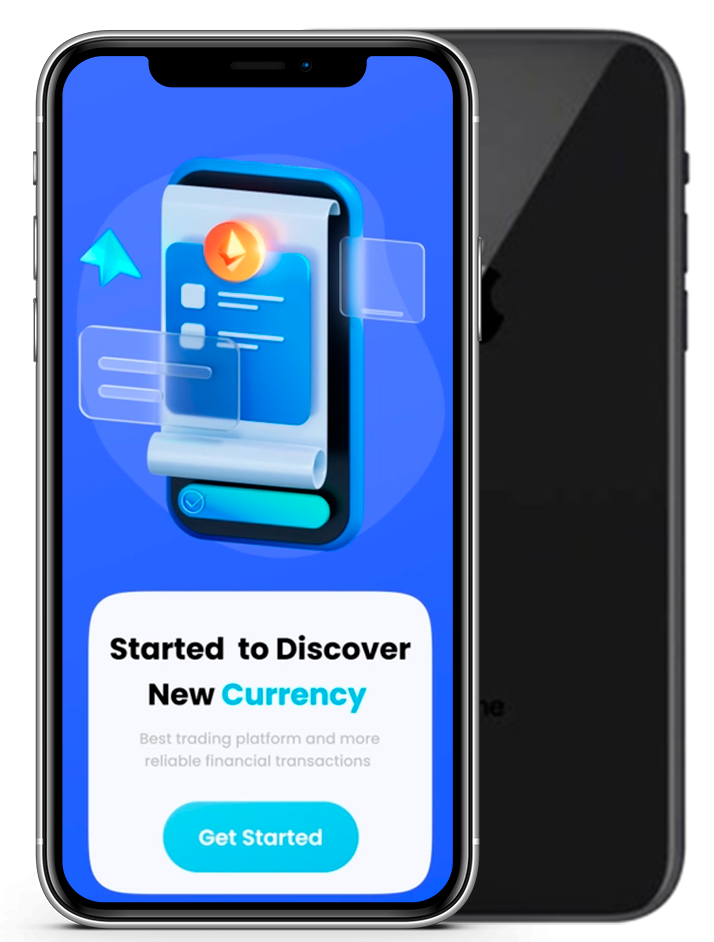 Started to Discover
New Currency
Best trading platform and more
reliable financial transactions
Get Started